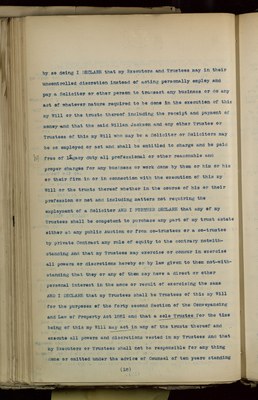 by so doing I DECLARE that my Executors and Trustees may in their
uncontrolled discretion instead of acting personally employ and
pay a Solicitor or other person to transact any business or do any
act of whatever nature required to be done in the execution of this
my Will or the trusts thereof including the receipt and payment of
money and that the said Wilson Jackson and any other Trustee or
Trustees of this my Will who may be a Solicitor or Solicitors may
be so employed or act and shall be entitled to charge and be paid
free of legacy duty all professional or other reasonable and
proper charges for any business or work done by them or him or his
or their firm in or in connection with the execution of this my
Will or the trusts thereof whether in the course of his or their
profession or not and including matters not requiring the
employment of a Solicitor AND I FURTHER DECLARE that any of my
Trustees shall be competent to purchase any part of my trust estate
either at any public auction or from co-trustees or a co-trustee
by private Contract any rule of equity to the contrary notwith-
standing and that my Trustees may exercise or concur in exercise
all powers or discretions hereby or by law given to them not-with-
standing that they or any of them may have a direct or other
personal interest in the mode or result of exercising the same
AND I DECLARE that my Trustees shall be Trustees of this my Will
for the purposes of the forty second Section of the Conveyancing
and Law of Property Act 1881 and that a sole Trustee for the time
being of this my Will may act in any of the trusts thereof and
execute all powers and discretions vested in my Trustees and that
my Executors or Trustees shall not be responsible for any thing
done or omitted under the advice of Counsel of ten years standing
(10)